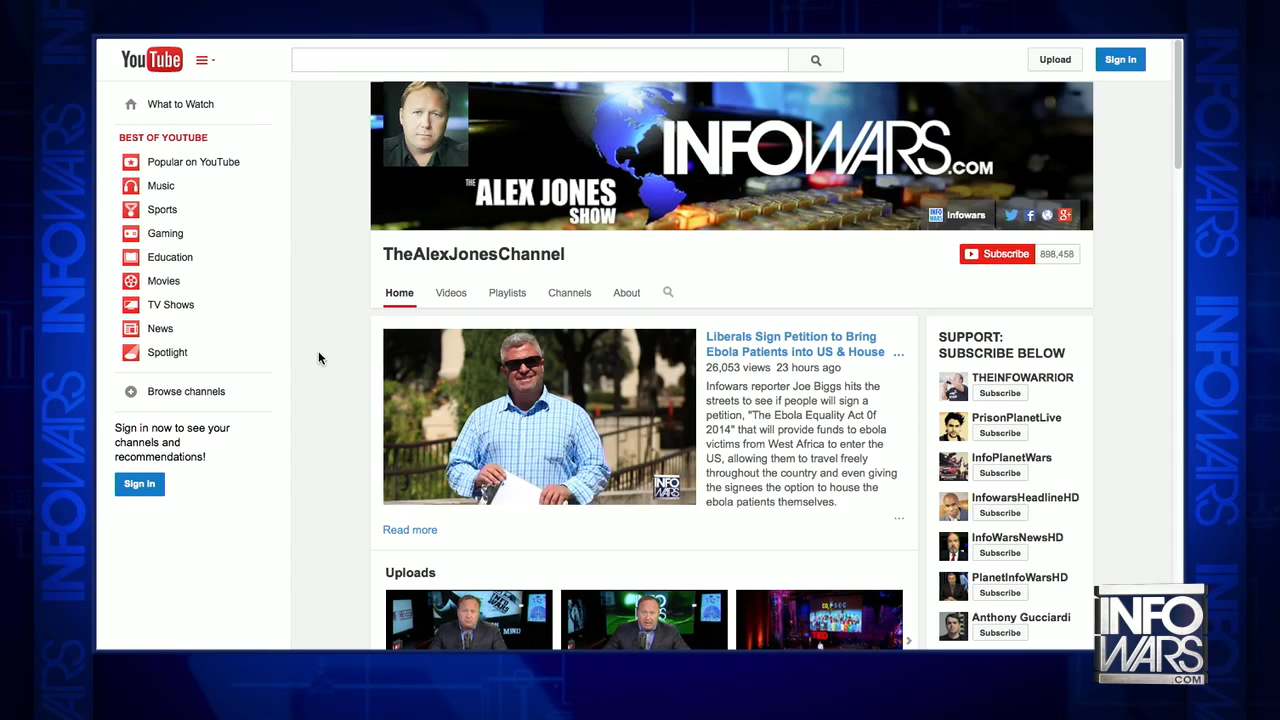 YouTube
Upload
Sign in
What to Watch
BEST OF YOUTUBE
Popular on YouTube
Music
Sports
Gaming
Education
Movies
TV Shows
News
Spotlight
Browse channels
Sign in now to see your
channels and
recommendations!
Sign in
INFOWARS.COM
THE ALEX JONES
SHOW
Infowars
TheAlexJonesChannel
Subscribe 898,458
Home Videos Playlists Channels About
Liberals Sign Petition to Bring
Ebola Patients into US & House ...
26,053 views 23 hours ago
Infowars reporter Joe Biggs hits the
streets to see if people will sign a
petition, "The Ebola Equality Act 0f
2014" that will provide funds to ebola
victims from West Africa to enter the
US, allowing them to travel freely
throughout the country and even giving
the signees the option to house the
ebola patients themselves.
...
Read more
INFO
WARS
Uploads
SUPPORT:
SUBSCRIBE BELOW
THEINFOWARRIOR
Subscribe
PrisonPlanetLive
Subscribe
InfoPlanetWars
Subscribe
InfowarsHeadlineHD
Subscribe
InfoWarsNewsHD
Subscribe
PlanetInfoWarsHD
Subscribe
Anthony Gucciardi
Subscribe
INFO
WARS
.COM